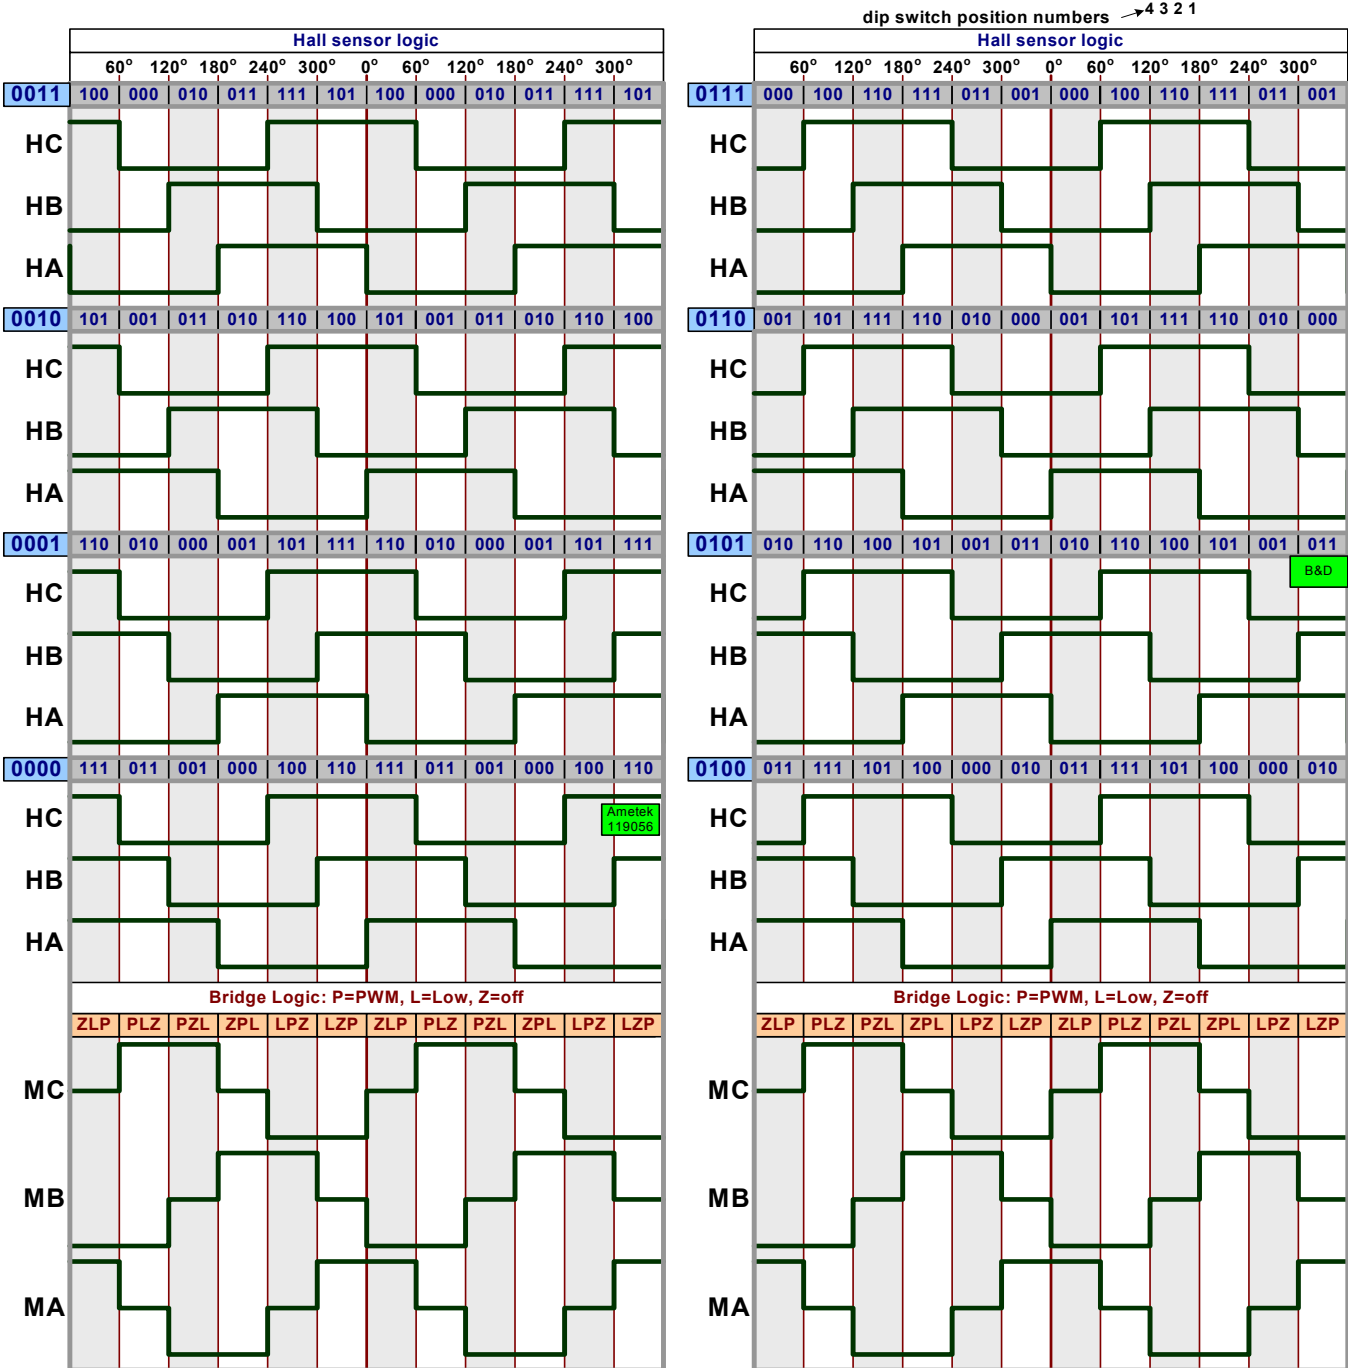 dip switch position numbers 4 3 2 1
Hall sensor logic Hall sensor logic
60° 120° 180° 240° 300° 0° 60° 120° 180° 240° 300° 60° 120° 180° 240° 300° 0° 60° 120° 180° 240° 300°
0011 100 000 010 011 111 101 100 000 010 011 111 101 0111 000 100 110 111 011 001 000 100 110 111 011 001
HC HC
HB HB
HA HA
0010 101 001 011 010 110 100 101 001 011 010 110 100 0110 001 101 111 110 010 000 001 101 111 110 010 000
HC HC
HB HB
HA HA
0001 110 010 000 001 101 111 110 010 000 001 101 111 0101 010 110 100 101 001 011 010 110 100 101 001 011
B&D
HC HC
HB HB
HA HA
0000 111 011 001 000 100 110 111 011 001 000 100 110 0100 011 111 101 100 000 010 011 111 101 100 000 010
Ametek
119056
HC HC
HB HB
HA HA
Bridge Logic: P=PWM, L=Low, Z=off Bridge Logic: P=PWM, L=Low, Z=off
ZLP PLZ PZL ZPL LPZ LZP ZLP PLZ PZL ZPL LPZ LZP ZLP PLZ PZL ZPL LPZ LZP ZLP PLZ PZL ZPL LPZ LZP
MC MC
MB MB
MA MA